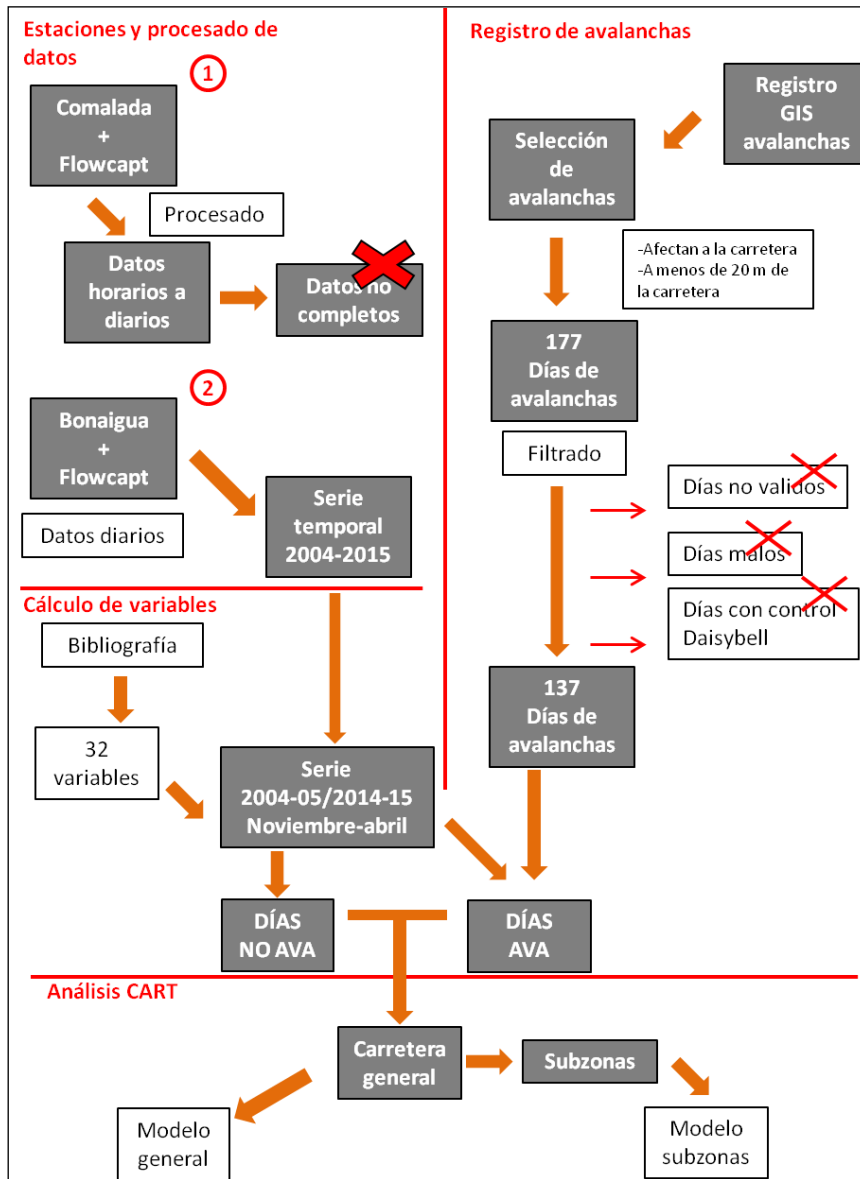 Estaciones y procesado de
datos
1
Comalada
+
Flowcapt
Procesado
Datos
horarios a
diarios
Datos no
completos
2
Bonaigua
+
Flowcapt
Datos diarios
Serie
temporal
2004-2015
Registro de avalanchas
Registro
GIS
avalanchas
Selección
de
avalanchas
-Afectan a la carretera
-A menos de 20 m de
la carretera
177
Días de
avalanchas
Filtrado
Días no validos
Días malos
Días con control
Daisybell
137
Días de
avalanchas
Cálculo de variables
Bibliografía
32
variables
Serie
2004-05/2014-15
Noviembre-abril
DÍAS
NO AVA
DÍAS
AVA
Análisis CART
Carretera
general
Subzonas
Modelo
general
Modelo
subzonas